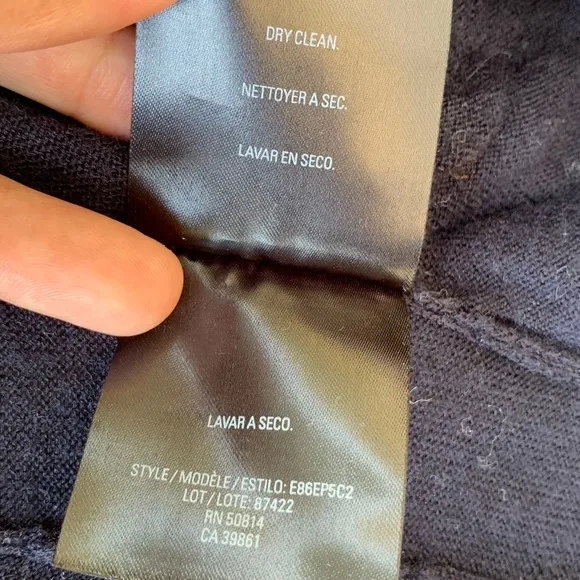 DRY CLEAN.
NETTOYER A SEC.
LAVAR EN SECO.
LAVAR A SECO.
STYLE / MODÈLE / ESTILO: E86EP5C2
LOT / LOTE: 87422
RN 50814
CA 39861